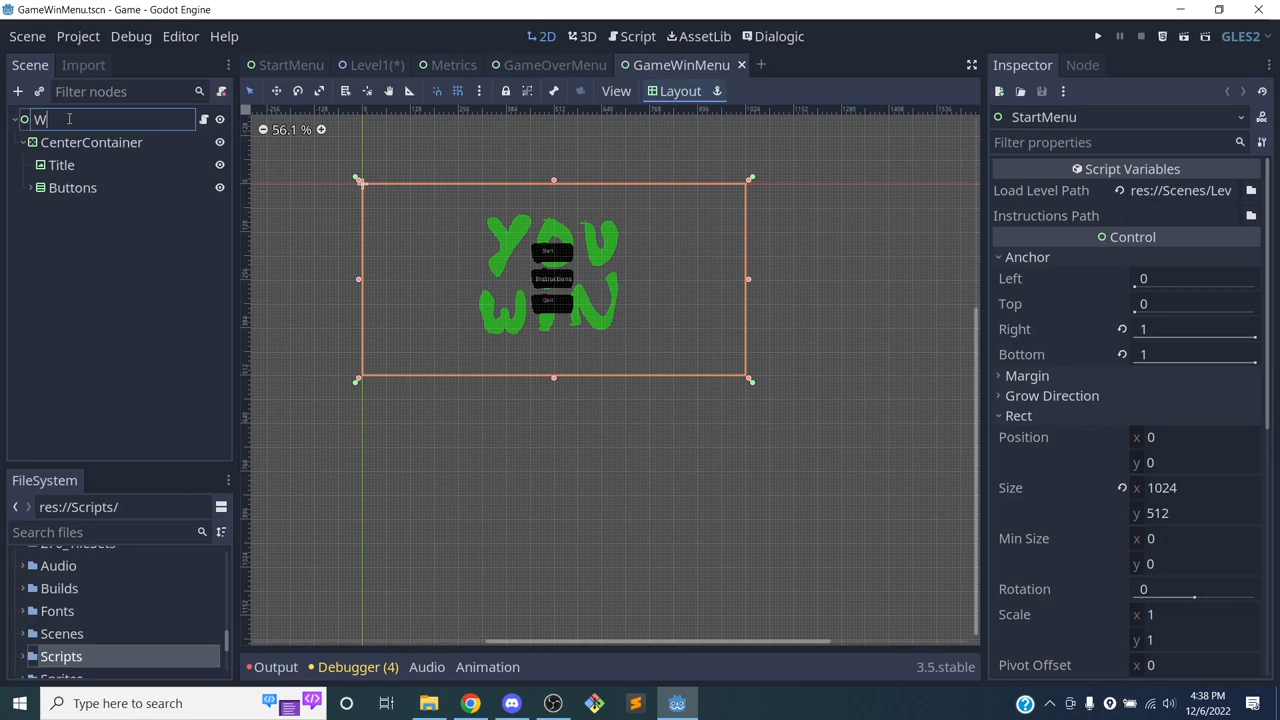 GameWinMenu.tscn - Game - Godot Engine
Scene Project Debug Editor Help
2D 3D Script AssetLib Dialogic
GLES2
Scene Import
StartMenu Level1(*) Metrics GameOverMenu GameWinMenu
Inspector Node
Filter nodes
View Layout
W
StartMenu
56.1 %
CenterContainer
Filter properties
Title
Script Variables
Buttons
Load Level Path res://Scenes/Lev
Instructions Path
YOU
WIN
Start
Instructions
Quit
Control
Anchor
Left 0
Top 0
Right 1
Bottom 1
Margin
Grow Direction
Rect
Position x 0
y 0
Size x 1024
y 512
Min Size x 0
y 0
Rotation 0
Scale x 1
y 1
Pivot Offset x 0
FileSystem
res://Scripts/
Search files
Audio
Builds
Fonts
Scenes
Scripts
Output Debugger (4) Audio Animation 3.5.stable
Type here to search
4:38 PM
12/6/2022